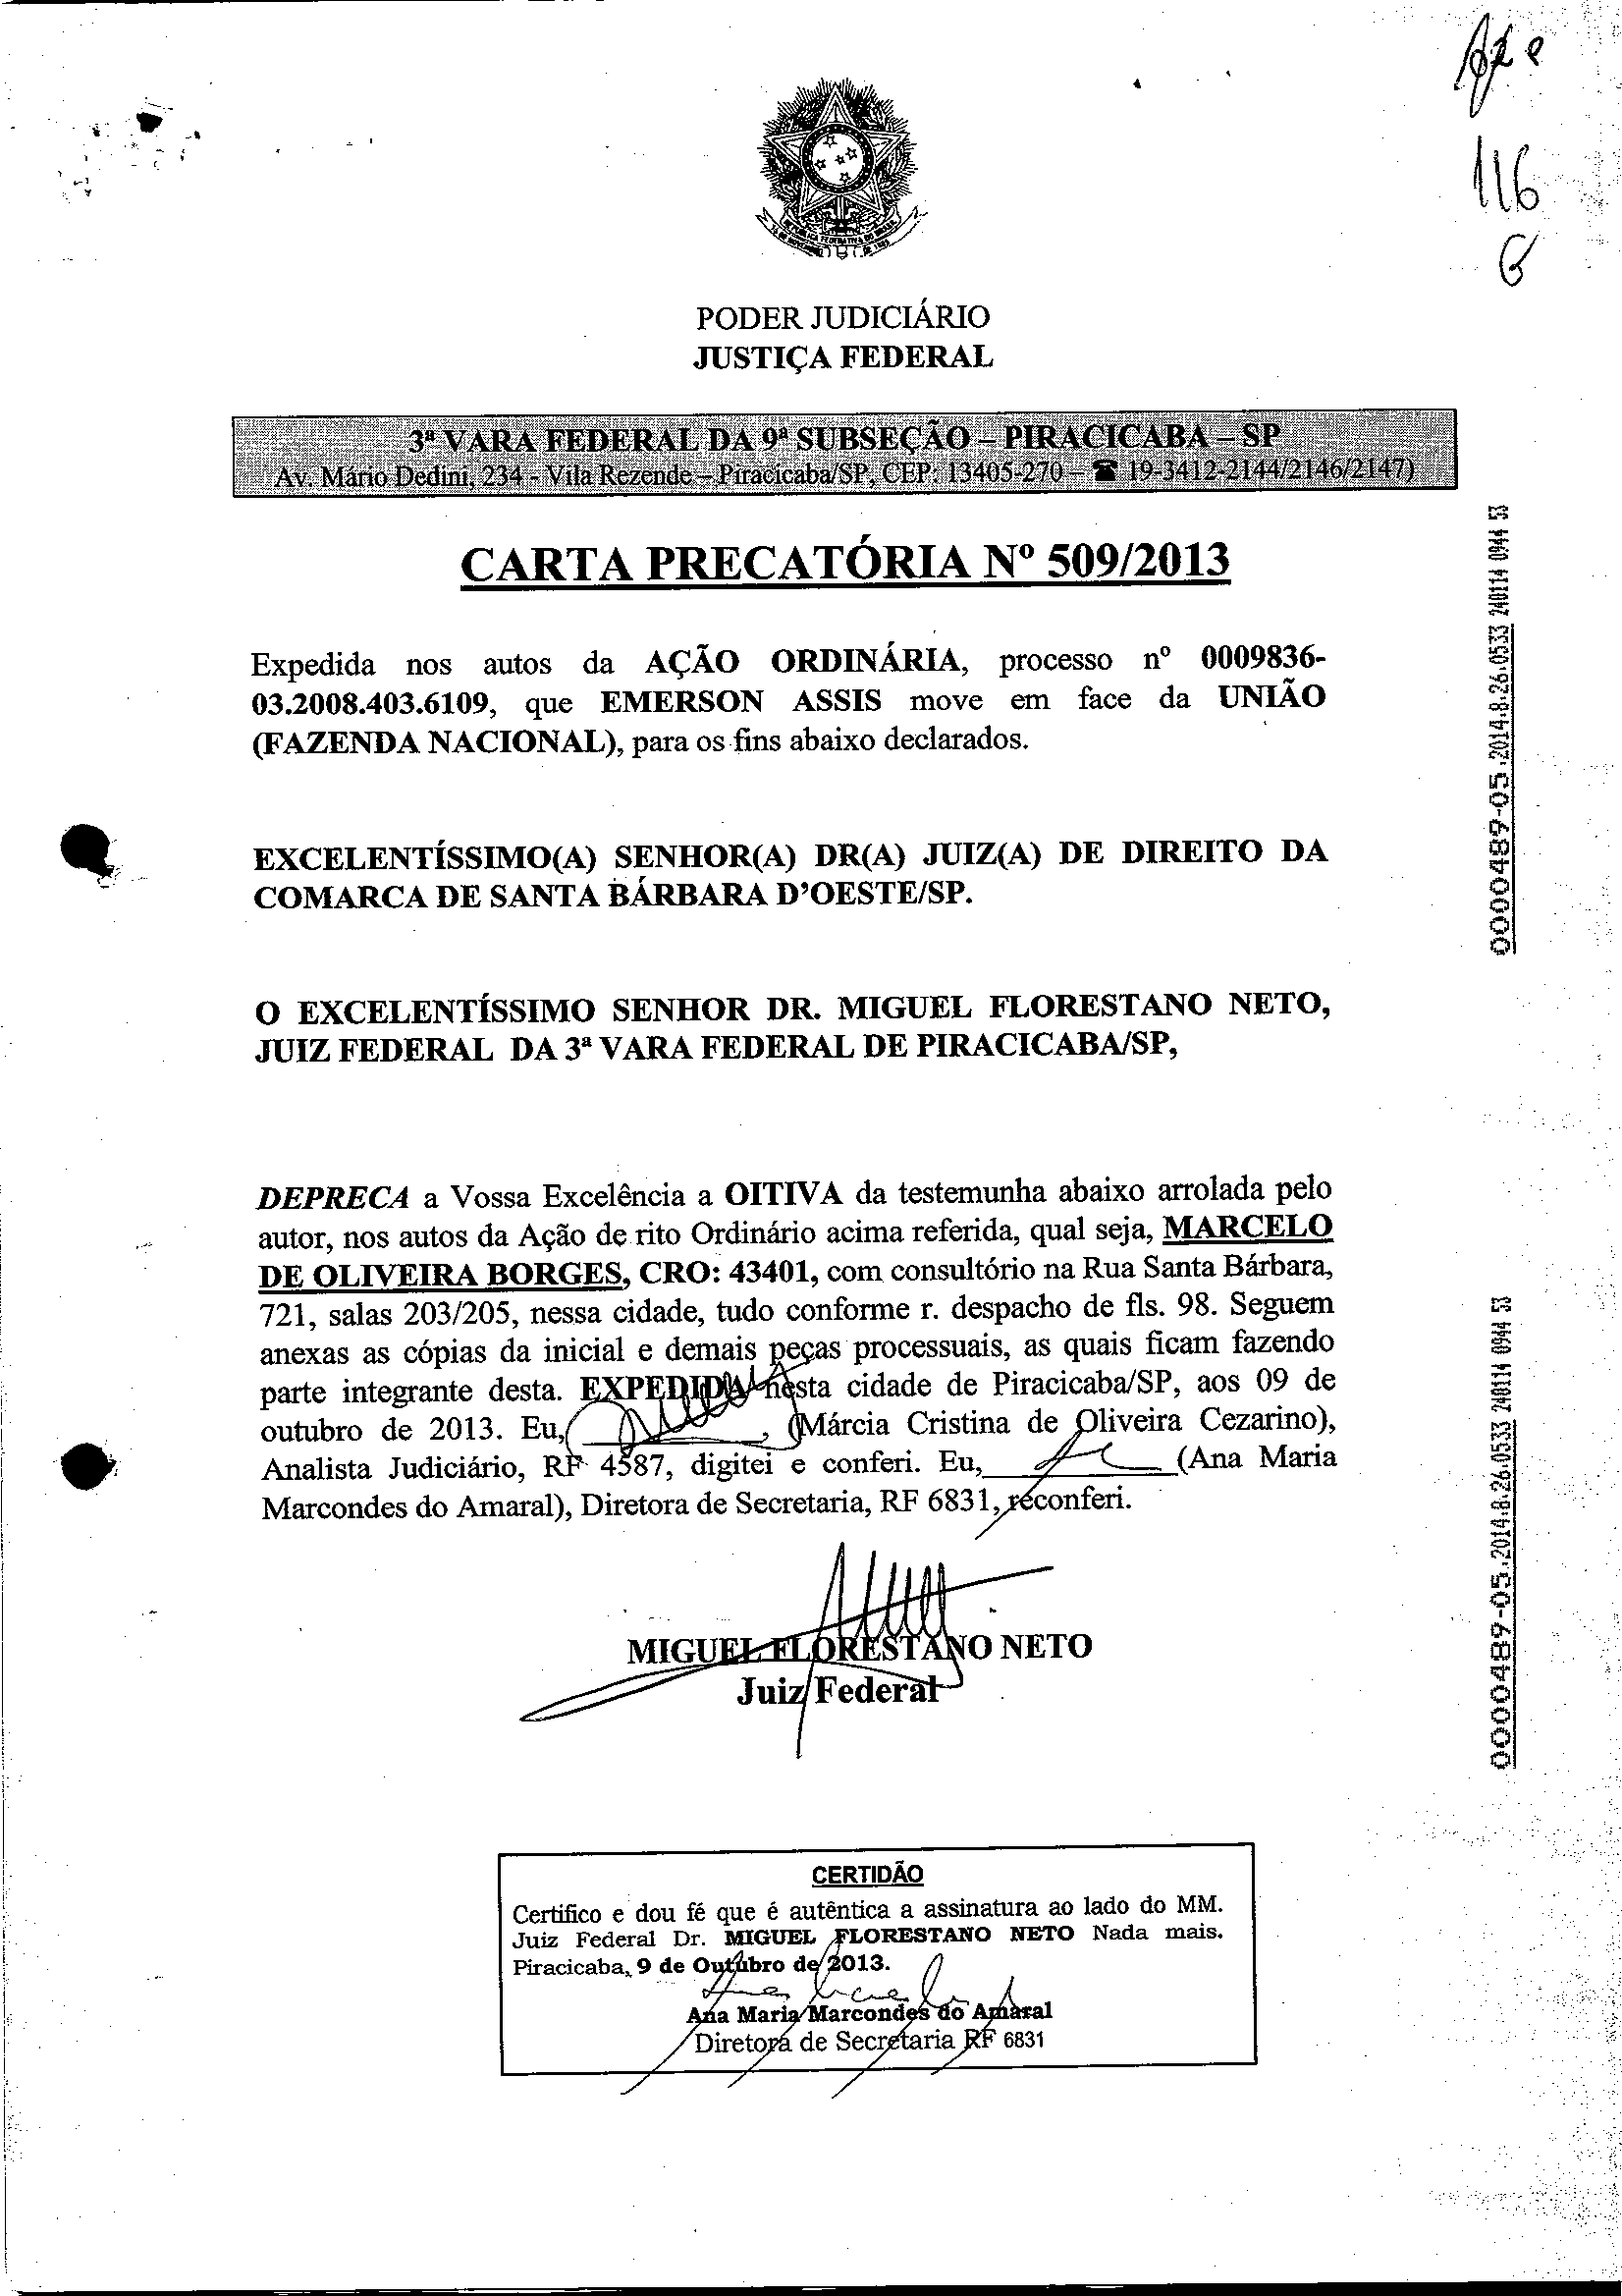 116
PODER JUDICIÁRIO
JUSTIÇA FEDERAL
3ª VARA FEDERAL DA 9ª SUBSEÇÃO – PIRACICABA – SP
Av. Mário Dedini, 234 - Vila Rezende – Piracicaba/SP, CEP: 13405-270 – ☎ 19-3412-2144/2146/2147)
CARTA PRECATÓRIA Nº 509/2013
Expedida nos autos da AÇÃO ORDINÁRIA, processo nº 0009836-
03.2008.403.6109, que EMERSON ASSIS move em face da UNIÃO
(FAZENDA NACIONAL), para os fins abaixo declarados.
EXCELENTÍSSIMO(A) SENHOR(A) DR(A) JUIZ(A) DE DIREITO DA
COMARCA DE SANTA BÁRBARA D'OESTE/SP.
O EXCELENTÍSSIMO SENHOR DR. MIGUEL FLORESTANO NETO,
JUIZ FEDERAL DA 3ª VARA FEDERAL DE PIRACICABA/SP,
DEPRECA a Vossa Excelência a OITIVA da testemunha abaixo arrolada pelo
autor, nos autos da Ação de rito Ordinário acima referida, qual seja, MARCELO
DE OLIVEIRA BORGES, CRO: 43401, com consultório na Rua Santa Bárbara,
721, salas 203/205, nessa cidade, tudo conforme r. despacho de fls. 98. Seguem
anexas as cópias da inicial e demais peças processuais, as quais ficam fazendo
parte integrante desta. EXPEDIDA nesta cidade de Piracicaba/SP, aos 09 de
outubro de 2013. Eu, , (Márcia Cristina de Oliveira Cezarino),
Analista Judiciário, RF 4587, digitei e conferi. Eu, (Ana Maria
Marcondes do Amaral), Diretora de Secretaria, RF 6831, reconferi.
MIGUEL FLORESTANO NETO
Juiz Federal
CERTIDÃO
Certifico e dou fé que é autêntica a assinatura ao lado do MM.
Juiz Federal Dr. MIGUEL FLORESTANO NETO Nada mais.
Piracicaba, 9 de Outubro de 2013.
Ana Maria Marcondes do Amaral
Diretora de Secretaria RF 6831
0000489-05.2014.8.26.0533 240114 0944 53
0000489-05.2014.8.26.0533 240114 0944 53